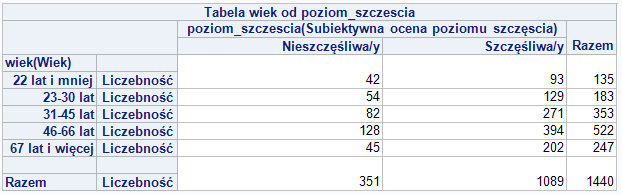 Tabela wiek od poziom_szczescia
poziom_szczescia(Subiektywna ocena poziomu szczęscia)
Nieszczęśliwa/y Szczęśliwa/y Razem
wiek(Wiek)
22 lat i mniej Liczebność 42 93 135
23-30 lat Liczebność 54 129 183
31-45 lat Liczebność 82 271 353
46-66 lat Liczebność 128 394 522
67 lat i więcej Liczebność 45 202 247
Razem Liczebność 351 1089 1440